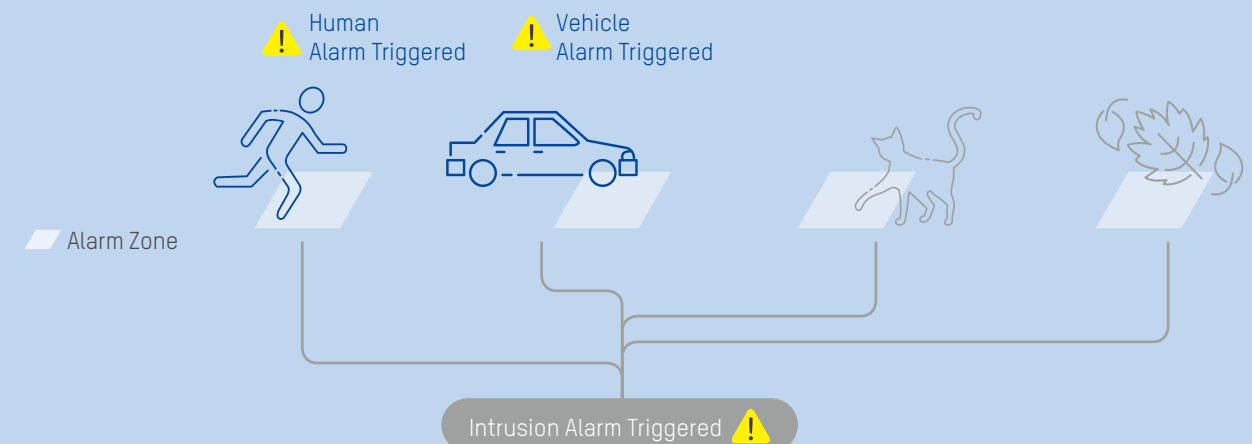 Human
Alarm Triggered
Vehicle
Alarm Triggered
Alarm Zone
Intrusion Alarm Triggered